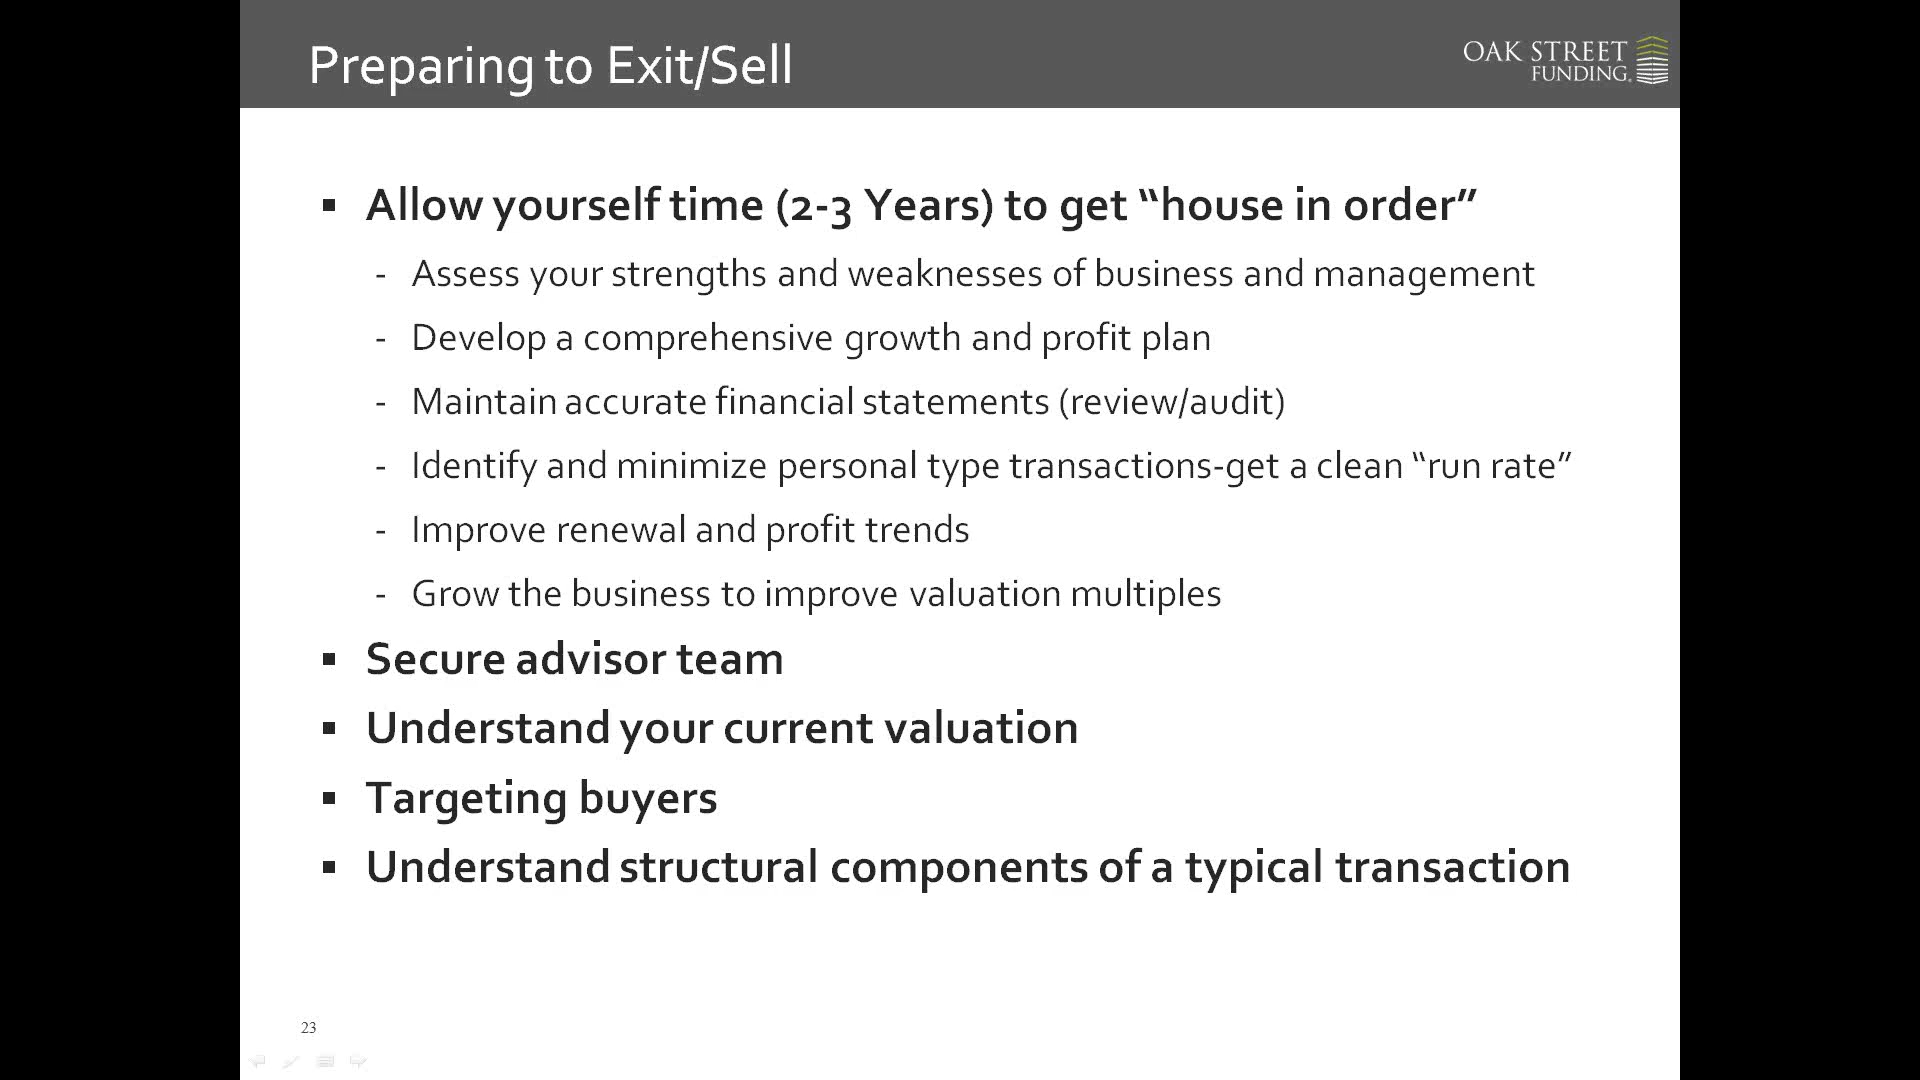 Preparing to Exit/Sell
OAK STREET
FUNDING®
▪ Allow yourself time (2-3 Years) to get “house in order”
- Assess your strengths and weaknesses of business and management
- Develop a comprehensive growth and profit plan
- Maintain accurate financial statements (review/audit)
- Identify and minimize personal type transactions-get a clean “run rate”
- Improve renewal and profit trends
- Grow the business to improve valuation multiples
▪ Secure advisor team
▪ Understand your current valuation
▪ Targeting buyers
▪ Understand structural components of a typical transaction
23